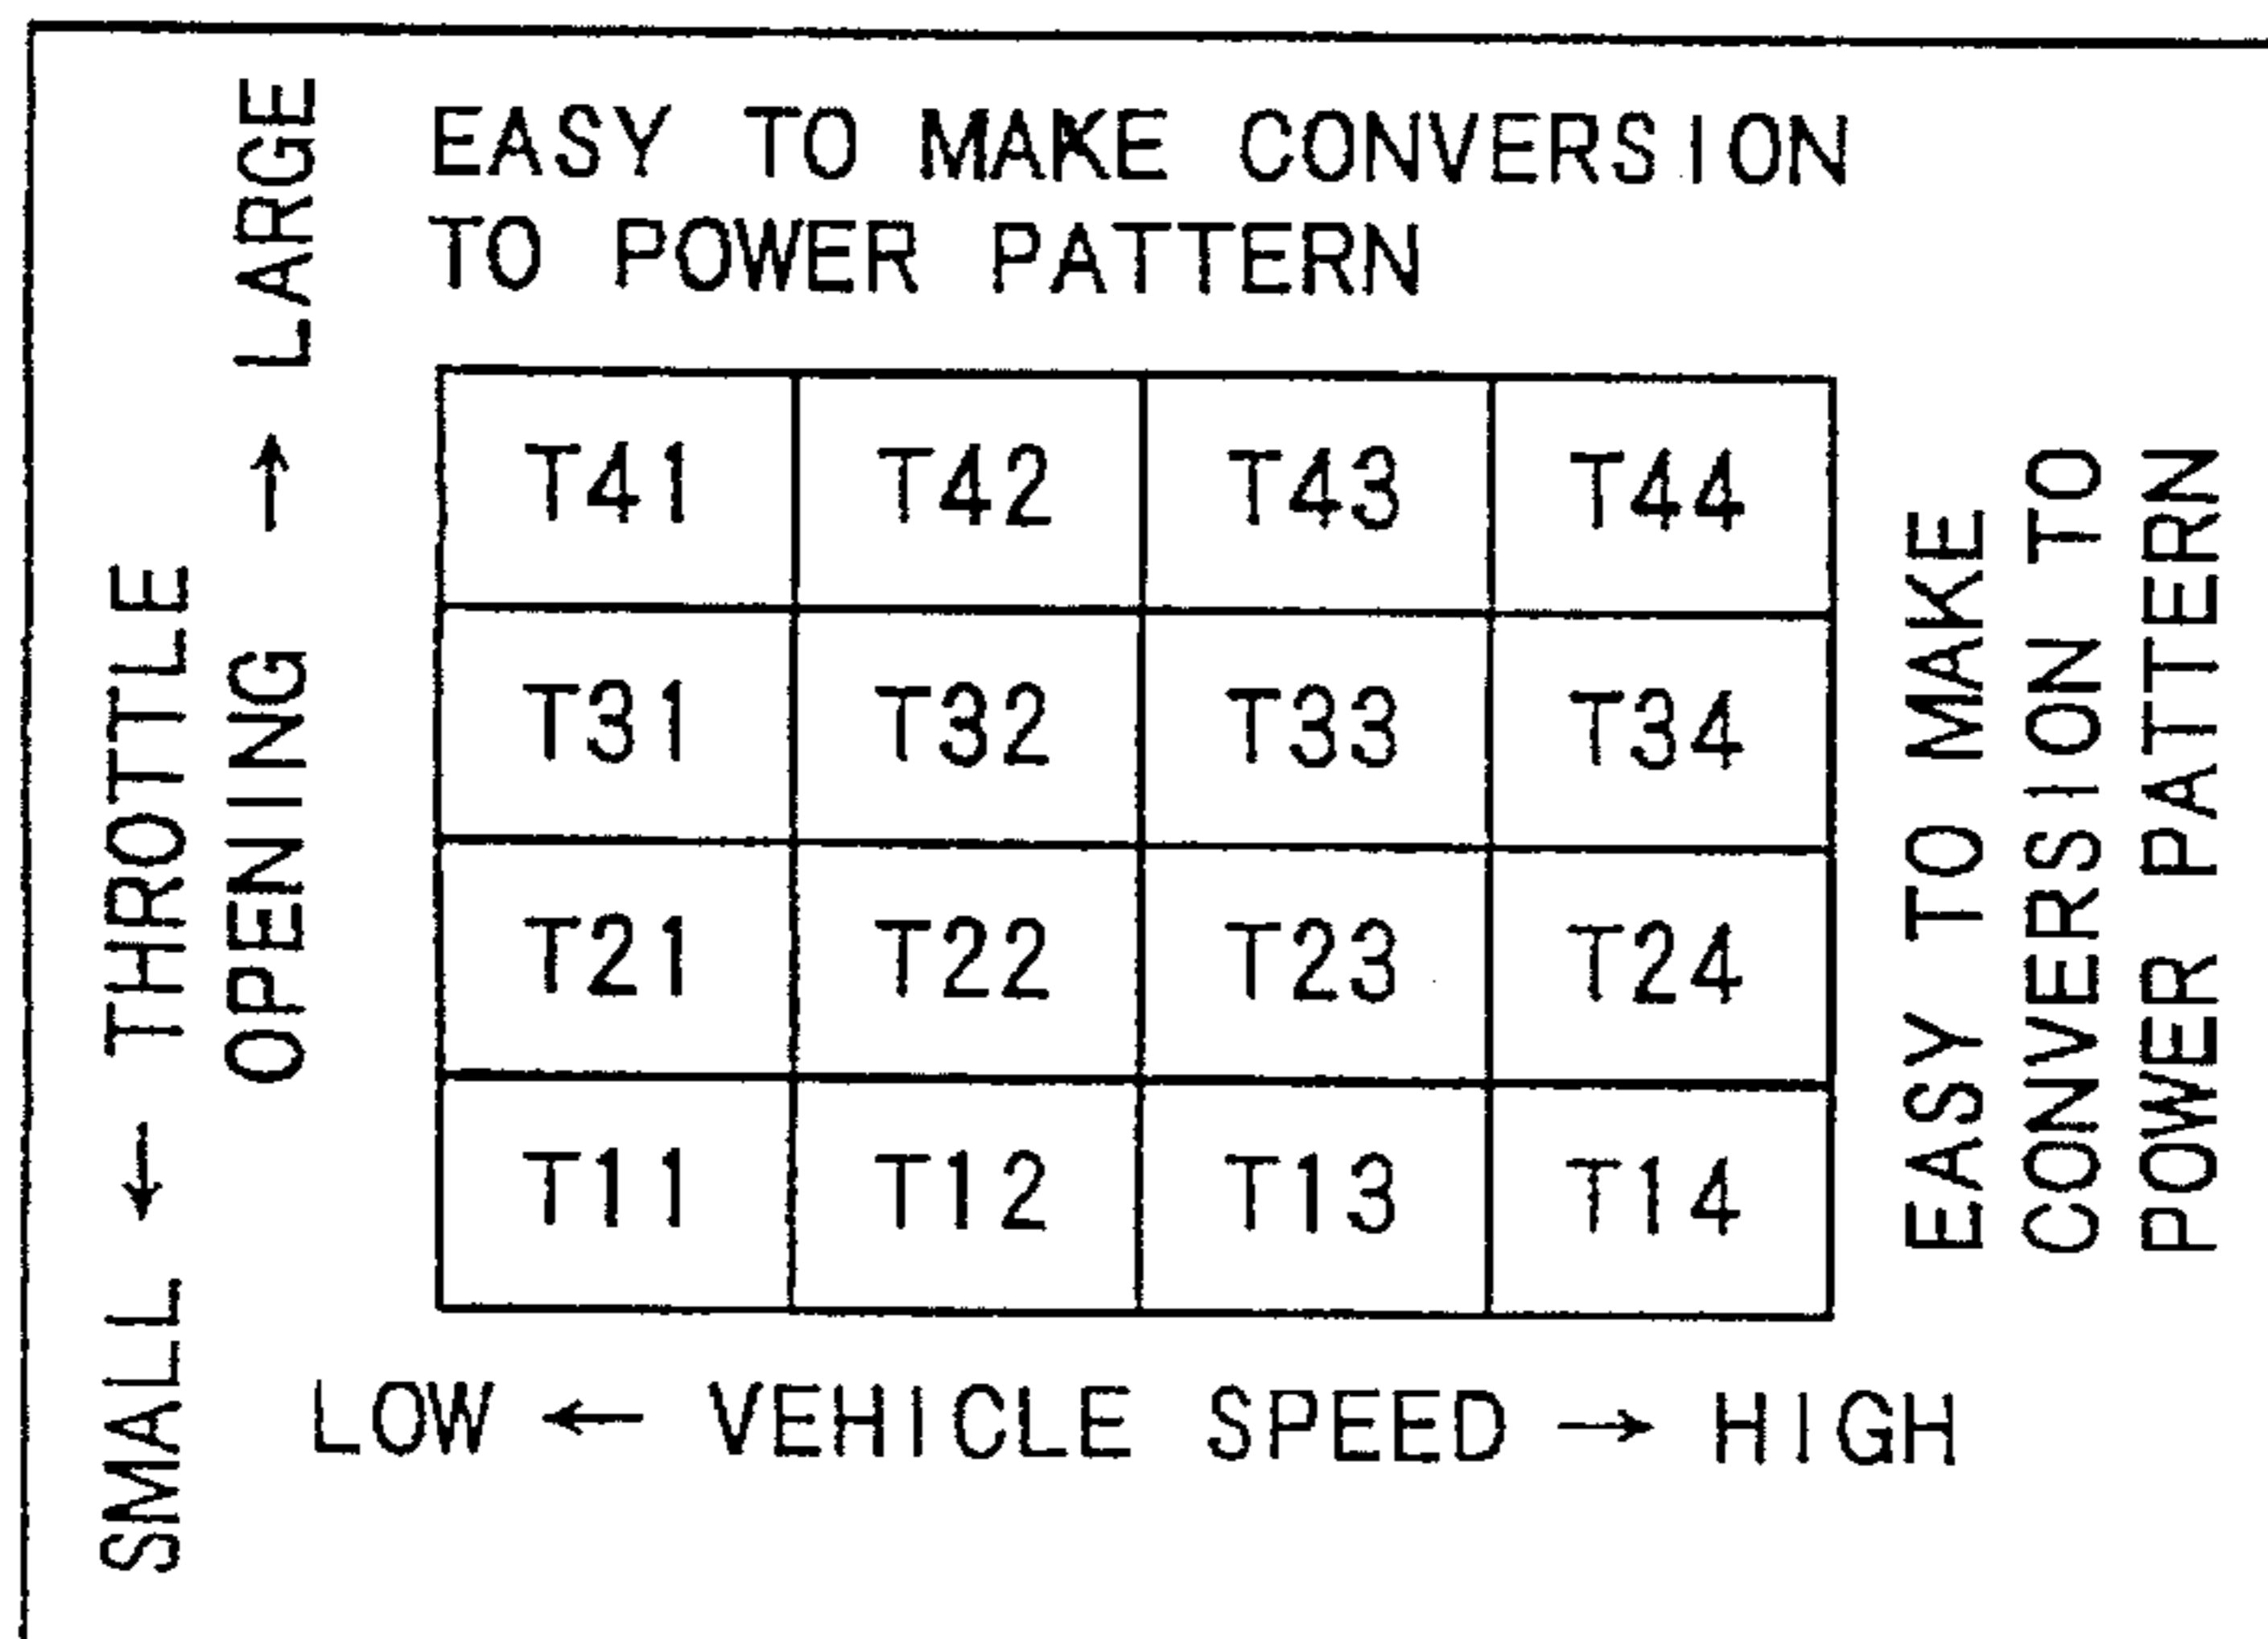 EASY TO MAKE CONVERSION
TO POWER PATTERN
SMALL ← THROTTLE
OPENING → LARGE
T41 T42 T43 T44
T31 T32 T33 T34
T21 T22 T23 T24
T11 T12 T13 T14
LOW ← VEHICLE SPEED → HIGH
EASY TO MAKE
CONVERSION TO
POWER PATTERN